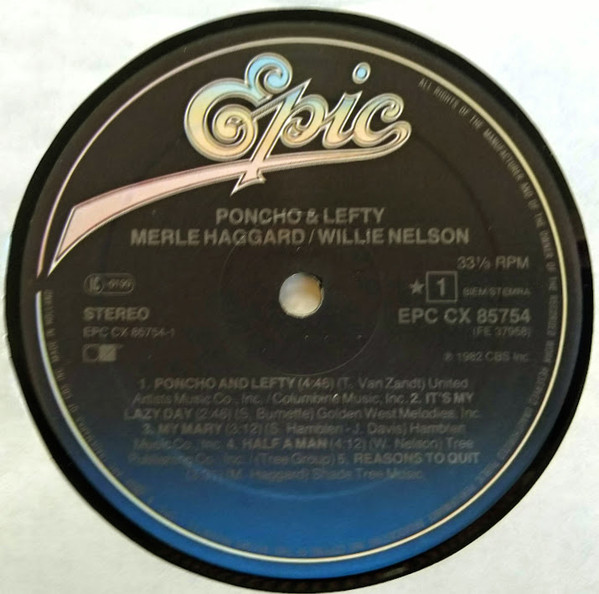 Epic
PONCHO & LEFTY
MERLE HAGGARD / WILLIE NELSON
33⅓ RPM
LC 0199
★ 1 BIEM STEMRA
STEREO
EPC CX 85754
EPC CX 85754-1
(FE 37958)
℗ 1982 CBS Inc.
1. PONCHO AND LEFTY (4:46) (T. Van Zandt) United
Artists Music Co., Inc. / Columbine Music, Inc. 2. IT'S MY
LAZY DAY (2:46) (S. Burnette) Golden West Melodies, Inc.
3. MY MARY (3:12) (S. Hamblen - J. Davis) Hamblen
Music Co., Inc. 4. HALF A MAN (4:12) (W. Nelson) Tree
Publishing Co., Inc. / (Tree Group) 5. REASONS TO QUIT
(M. Haggard) Shade Tree Music.
ALL RIGHTS OF THE MANUFACTURER AND OF THE OWNER OF THE RECORDED WORK RESERVED